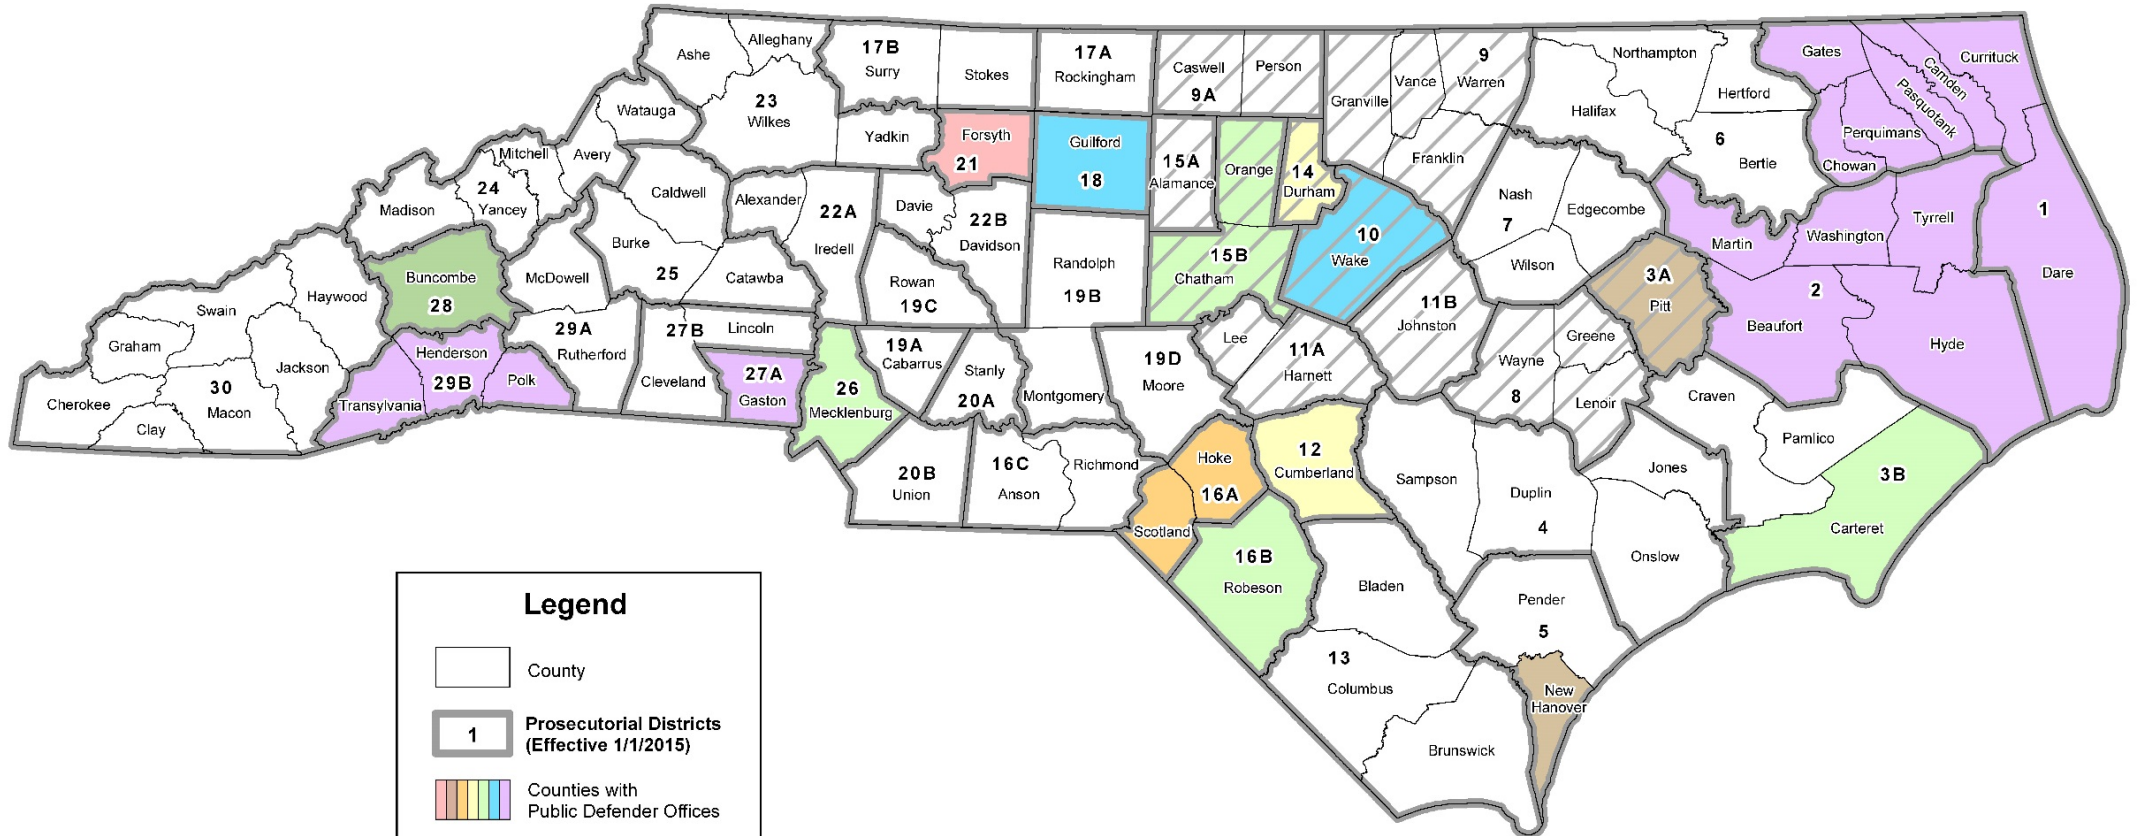 Ashe
Alleghany
17B
Surry
Stokes
17A
Rockingham
Caswell
9A
Person
Granville
Vance
9
Warren
Northampton
Halifax
Hertford
6
Bertie
Gates
Camden
Pasquotank
Currituck
Perquimans
Chowan
Watauga
23
Wilkes
Yadkin
Forsyth
21
Guilford
18
15A
Alamance
Orange
14
Durham
Franklin
Nash
7
Edgecombe
Wilson
Martin
Washington
Tyrrell
1
Dare
Mitchell
Avery
24
Yancey
Madison
Caldwell
Alexander
22A
Iredell
Davie
22B
Davidson
Randolph
19B
15B
Chatham
10
Wake
11B
Johnston
3A
Pitt
2
Beaufort
Hyde
Buncombe
28
McDowell
Burke
25
Catawba
Rowan
19C
Haywood
Swain
Graham
Jackson
30
Macon
Cherokee
Clay
Henderson
29B
Transylvania
Polk
29A
Rutherford
27B
Lincoln
Cleveland
27A
Gaston
26
Mecklenburg
19A
Cabarrus
Stanly
20A
Montgomery
19D
Moore
Lee
11A
Harnett
Wayne
8
Greene
Lenoir
Craven
Pamlico
3B
Carteret
Jones
20B
Union
16C
Anson
Richmond
Hoke
16A
Scotland
12
Cumberland
Sampson
Duplin
4
Onslow
16B
Robeson
Bladen
Pender
5
13
Columbus
New
Hanover
Brunswick
Legend
County
1
Prosecutorial Districts
(Effective 1/1/2015)
Counties with
Public Defender Offices